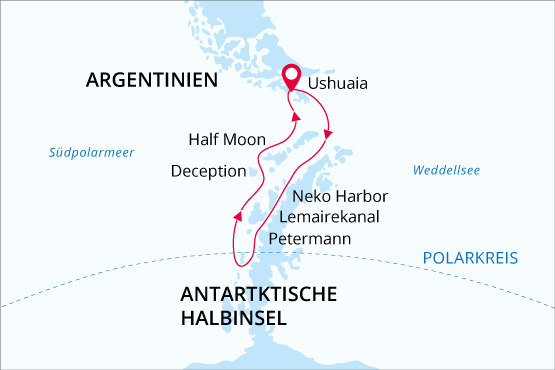 ARGENTINIEN
Ushuaia
Half Moon
Südpolarmeer
Deception
Weddellsee
Neko Harbor
Lemairekanal
Petermann
POLARKREIS
ANTARTKTISCHE
HALBINSEL